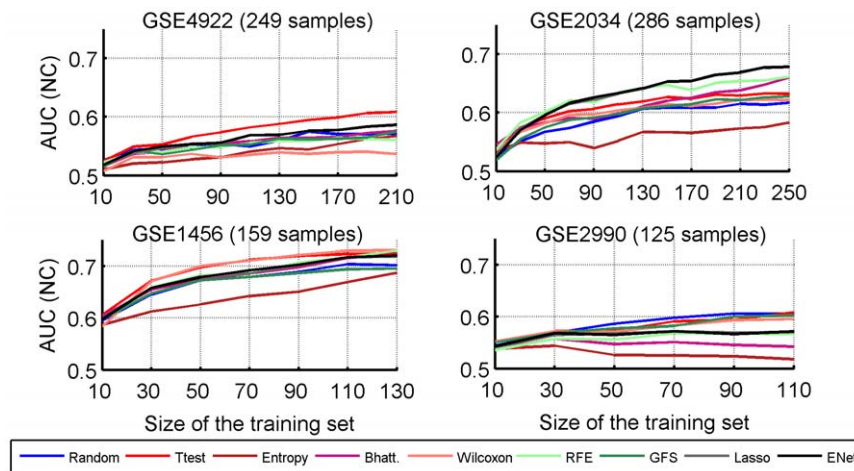 GSE4922 (249 samples)
GSE2034 (286 samples)
AUC (NC)
0.7
0.6
0.5
10 50 90 130 170 210
0.7
0.6
0.5
10 50 90 130 170 210 250
GSE1456 (159 samples)
GSE2990 (125 samples)
AUC (NC)
0.7
0.6
0.5
10 30 50 70 90 110 130
0.7
0.6
0.5
10 30 50 70 90 110
Size of the training set
Size of the training set
Random Ttest Entropy Bhatt. Wilcoxon RFE GFS Lasso ENet